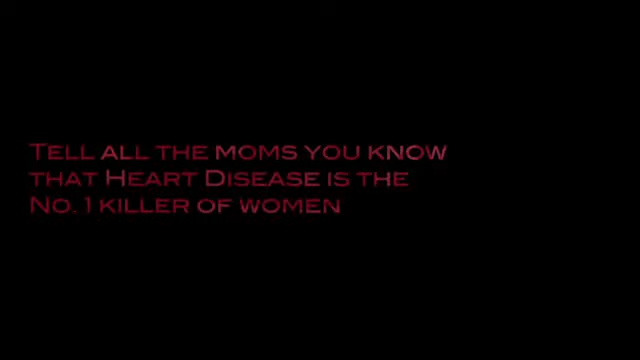 Tell all the moms you know
that Heart Disease is the
No. 1 killer of women